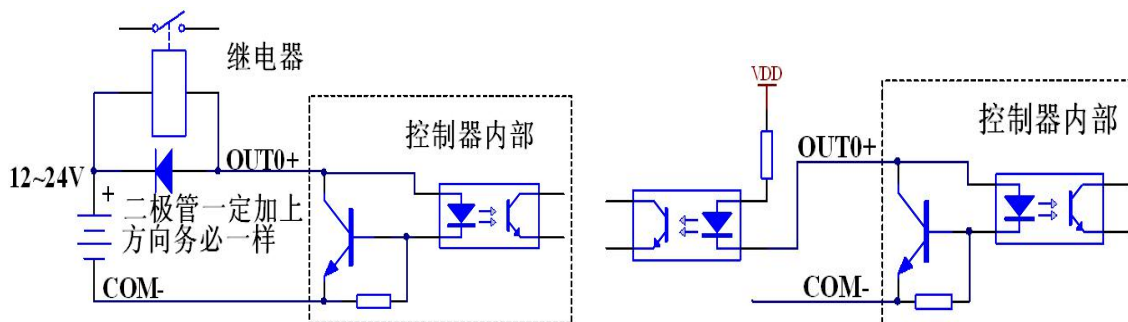 继电器
控制器内部
12~24V
+
OUT0+
二极管一定加上
方向务必一样
COM-
VDD
控制器内部
OUT0+
COM-